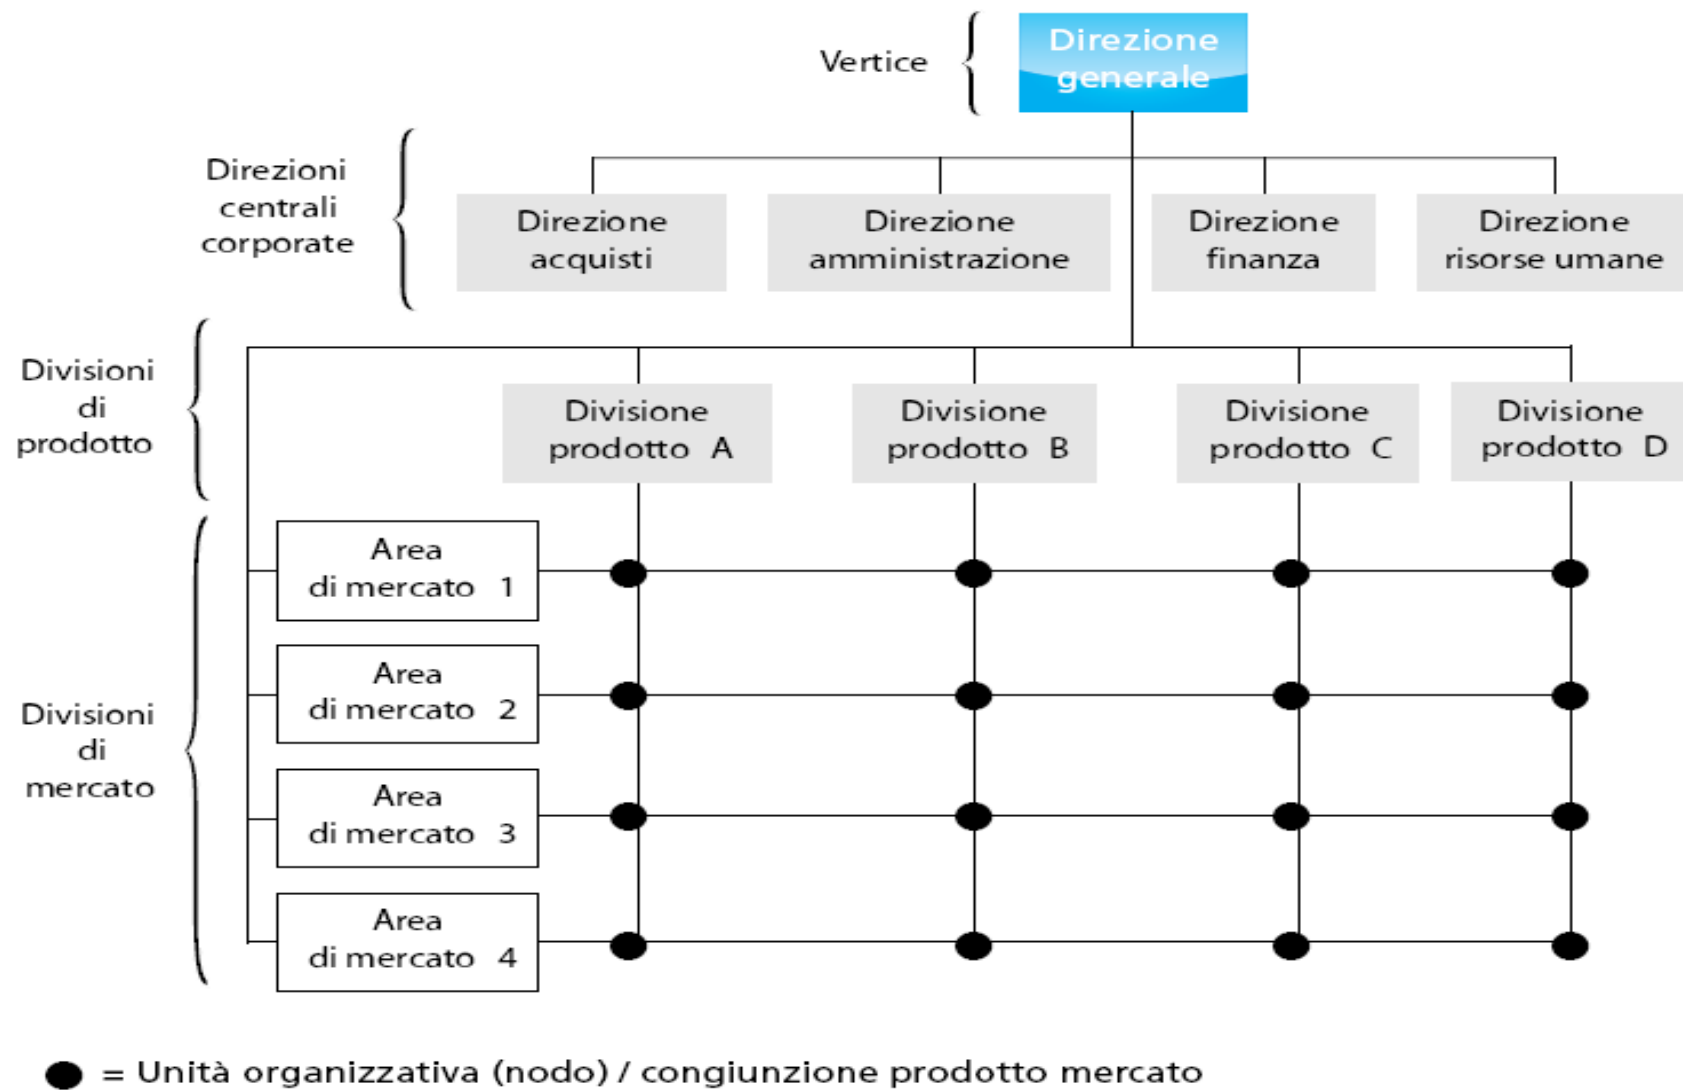 Vertice
Direzione
generale
Direzioni
centrali
corporate
Direzione
acquisti
Direzione
amministrazione
Direzione
finanza
Direzione
risorse umane
Divisioni
di
prodotto
Divisione
prodotto A
Divisione
prodotto B
Divisione
prodotto C
Divisione
prodotto D
Divisioni
di
mercato
Area
di mercato 1
Area
di mercato 2
Area
di mercato 3
Area
di mercato 4
= Unità organizzativa (nodo) / congiunzione prodotto mercato